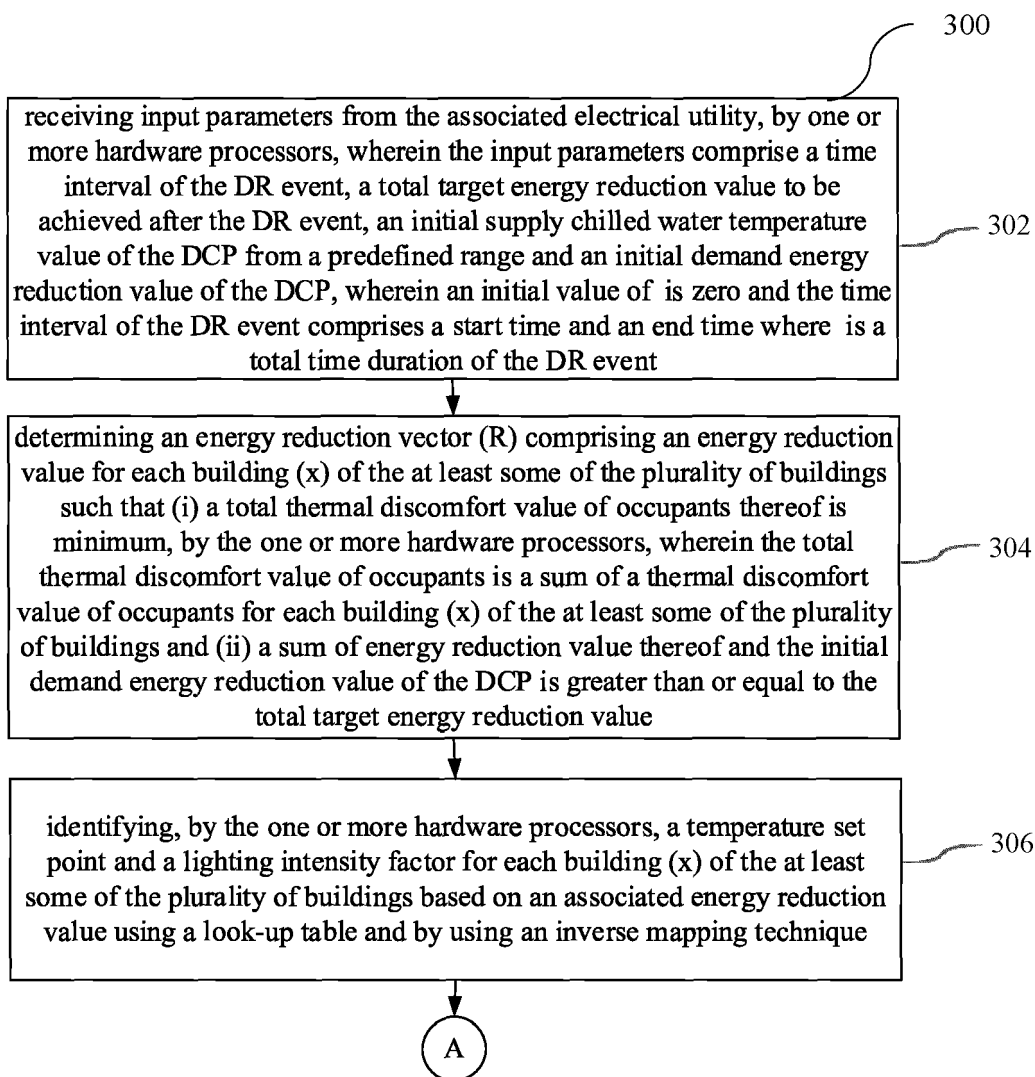 300
receiving input parameters from the associated electrical utility, by one or
more hardware processors, wherein the input parameters comprise a time
interval of the DR event, a total target energy reduction value to be
achieved after the DR event, an initial supply chilled water temperature
value of the DCP from a predefined range and an initial demand energy
reduction value of the DCP, wherein an initial value of is zero and the time
interval of the DR event comprises a start time and an end time where is a
total time duration of the DR event
302
determining an energy reduction vector (R) comprising an energy reduction
value for each building (x) of the at least some of the plurality of buildings
such that (i) a total thermal discomfort value of occupants thereof is
minimum, by the one or more hardware processors, wherein the total
thermal discomfort value of occupants is a sum of a thermal discomfort
value of occupants for each building (x) of the at least some of the plurality
of buildings and (ii) a sum of energy reduction value thereof and the initial
demand energy reduction value of the DCP is greater than or equal to the
total target energy reduction value
304
identifying, by the one or more hardware processors, a temperature set
point and a lighting intensity factor for each building (x) of the at least
some of the plurality of buildings based on an associated energy reduction
value using a look-up table and by using an inverse mapping technique
306
A